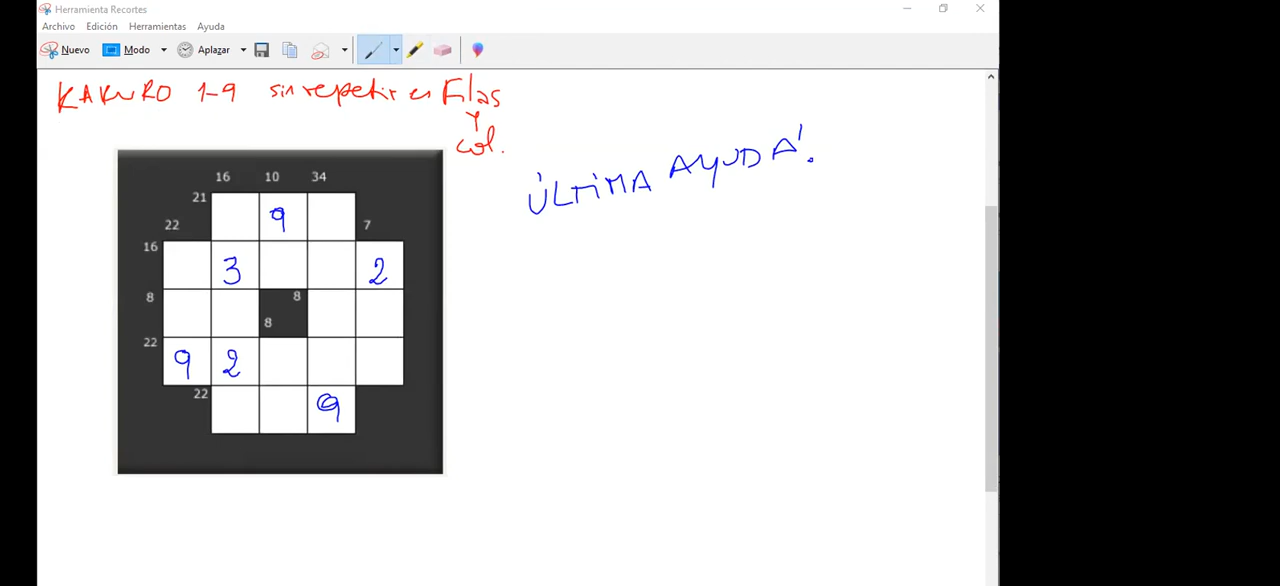 Herramienta Recortes
Archivo Edición Herramientas Ayuda
Nuevo Modo Aplazar
KAKURO 1-9 sin repetir en Filas
Y
col.
ÚLTIMA AYUDA!
16 10 34
21
9
22 7
16
3 2
8 8
8
22
9 2
22
9